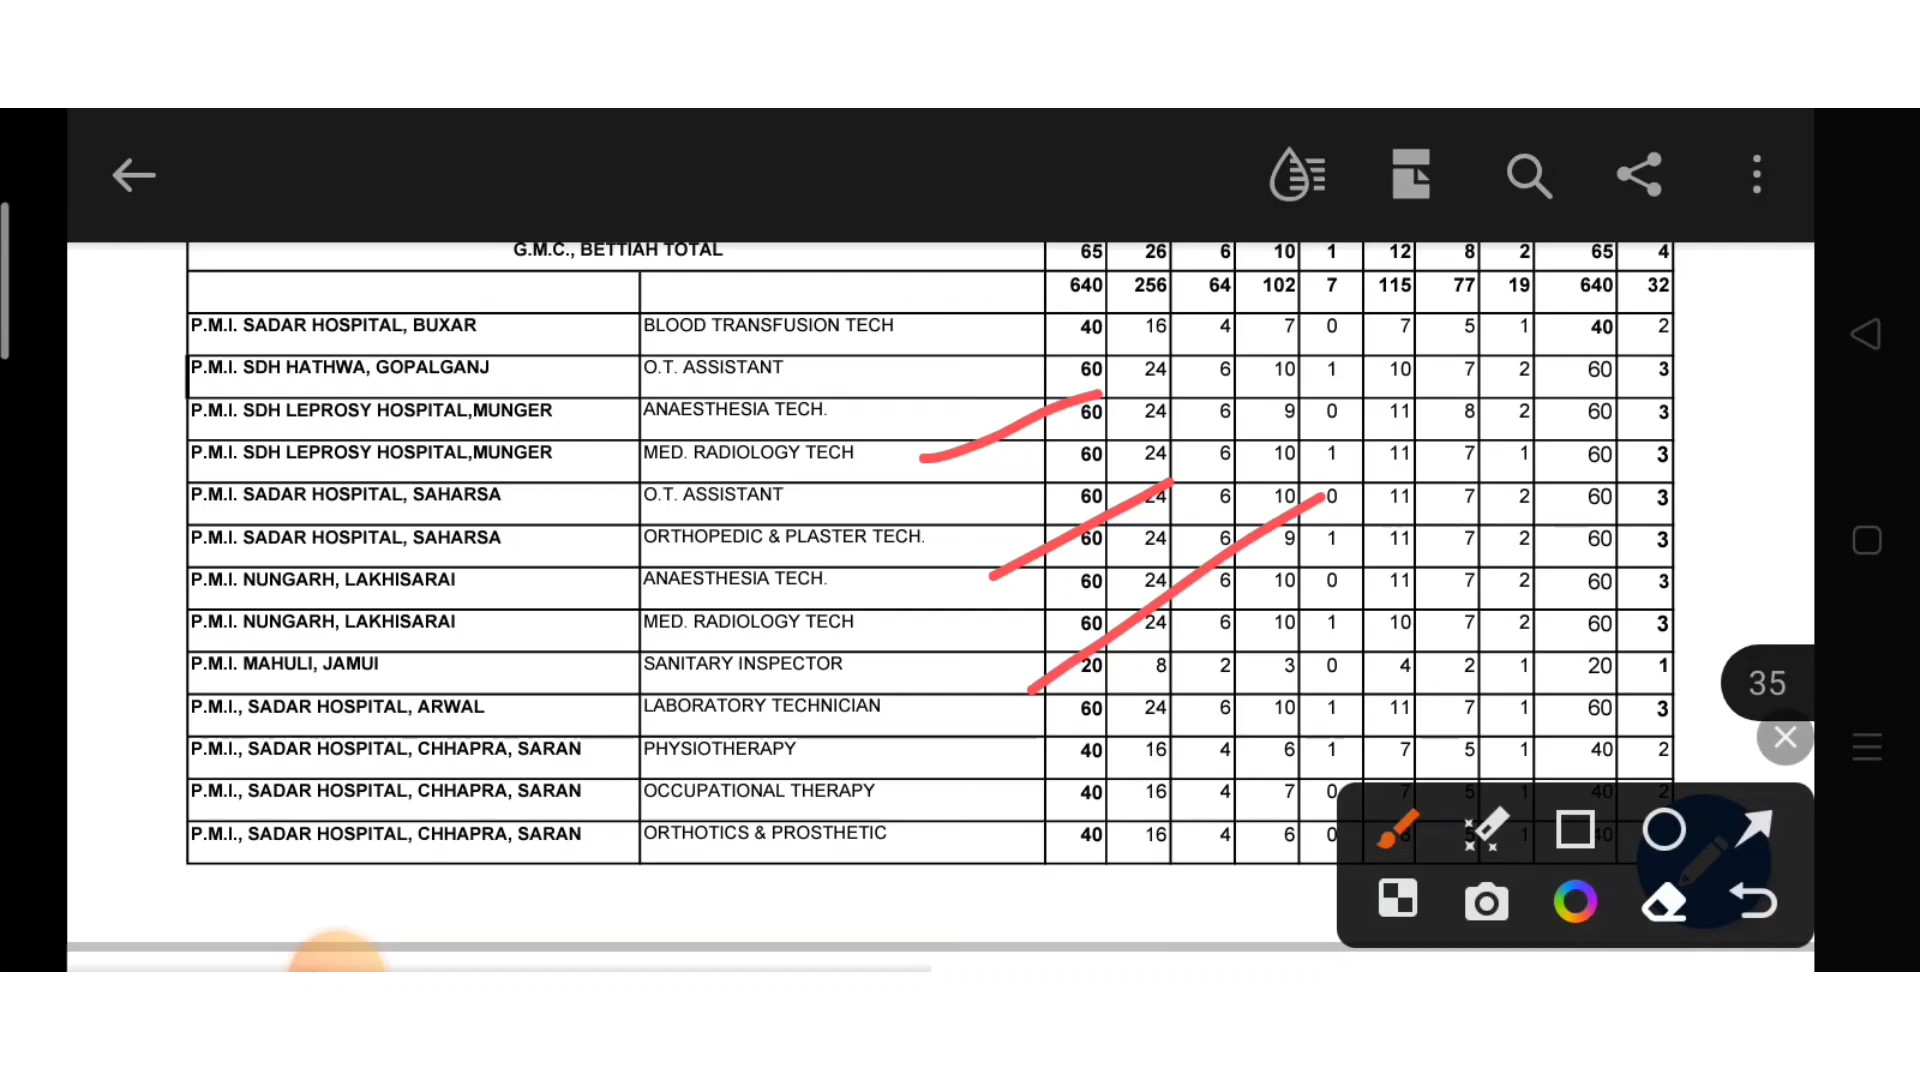 G.M.C., BETTIAH TOTAL 65 26 6 10 1 12 8 2 65 4
640 256 64 102 7 115 77 19 640 32
P.M.I. SADAR HOSPITAL, BUXAR BLOOD TRANSFUSION TECH 40 16 4 7 0 7 5 1 40 2
P.M.I. SDH HATHWA, GOPALGANJ O.T. ASSISTANT 60 24 6 10 1 10 7 2 60 3
P.M.I. SDH LEPROSY HOSPITAL,MUNGER ANAESTHESIA TECH. 60 24 6 9 0 11 8 2 60 3
P.M.I. SDH LEPROSY HOSPITAL,MUNGER MED. RADIOLOGY TECH 60 24 6 10 1 11 7 1 60 3
P.M.I. SADAR HOSPITAL, SAHARSA O.T. ASSISTANT 60 24 6 10 0 11 7 2 60 3
P.M.I. SADAR HOSPITAL, SAHARSA ORTHOPEDIC & PLASTER TECH. 60 24 6 9 1 11 7 2 60 3
P.M.I. NUNGARH, LAKHISARAI ANAESTHESIA TECH. 60 24 6 10 0 11 7 2 60 3
P.M.I. NUNGARH, LAKHISARAI MED. RADIOLOGY TECH 60 24 6 10 1 10 7 2 60 3
P.M.I. MAHULI, JAMUI SANITARY INSPECTOR 20 8 2 3 0 4 2 1 20 1
35
P.M.I., SADAR HOSPITAL, ARWAL LABORATORY TECHNICIAN 60 24 6 10 1 11 7 1 60 3
P.M.I., SADAR HOSPITAL, CHHAPRA, SARAN PHYSIOTHERAPY 40 16 4 6 1 7 5 1 40 2
P.M.I., SADAR HOSPITAL, CHHAPRA, SARAN OCCUPATIONAL THERAPY 40 16 4 7 0 7 5 1 40 2
P.M.I., SADAR HOSPITAL, CHHAPRA, SARAN ORTHOTICS & PROSTHETIC 40 16 4 6 0 8